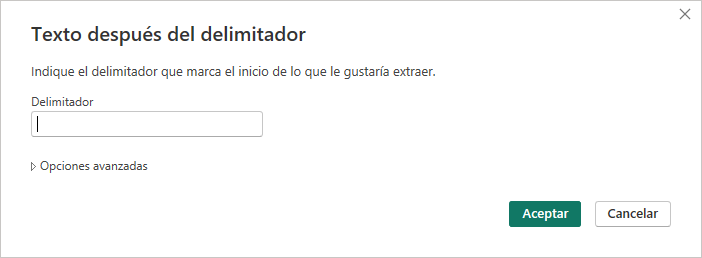 Texto después del delimitador
Indique el delimitador que marca el inicio de lo que le gustaría extraer.
Delimitador
Opciones avanzadas
Aceptar
Cancelar